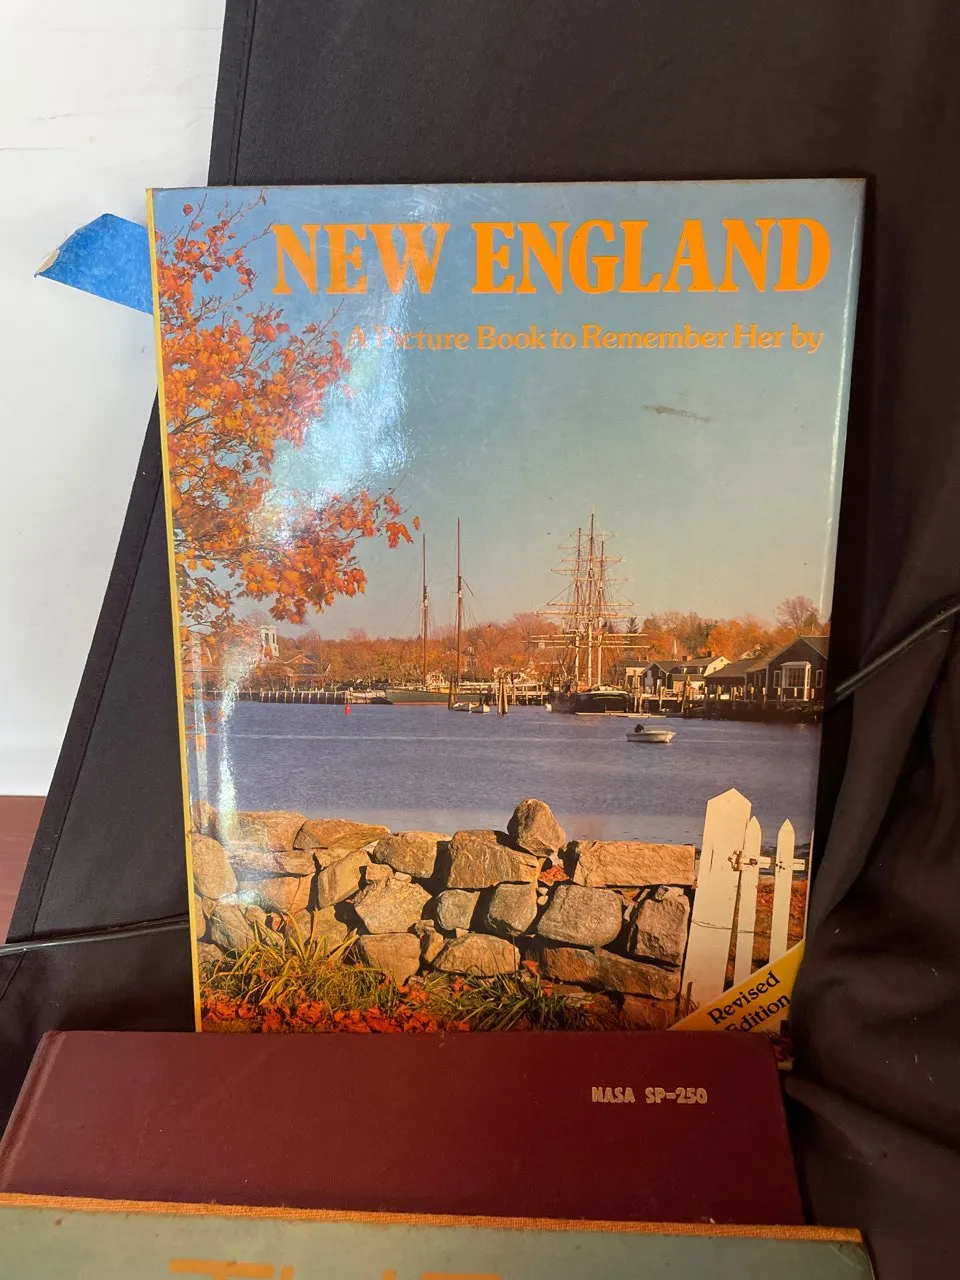 NEW ENGLAND
A Picture Book to Remember Her by
Revised
Edition
NASA SP-250